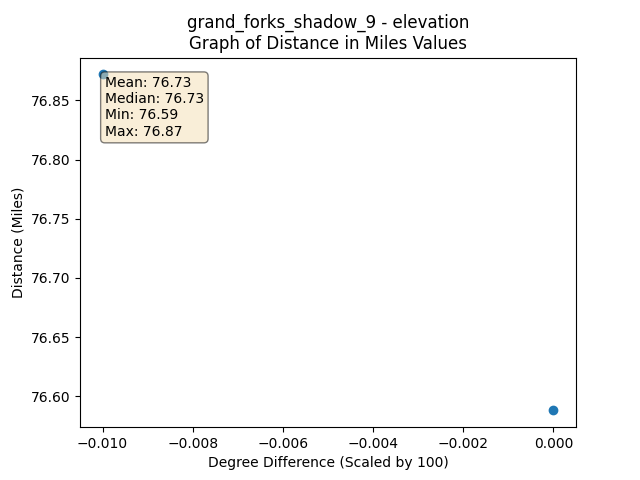 grand_forks_shadow_9 - elevation
Graph of Distance in Miles Values
Mean: 76.73
Median: 76.73
Min: 76.59
Max: 76.87
76.85
76.80
76.75
76.70
76.65
76.60
Distance (Miles)
−0.010 −0.008 −0.006 −0.004 −0.002 0.000
Degree Difference (Scaled by 100)